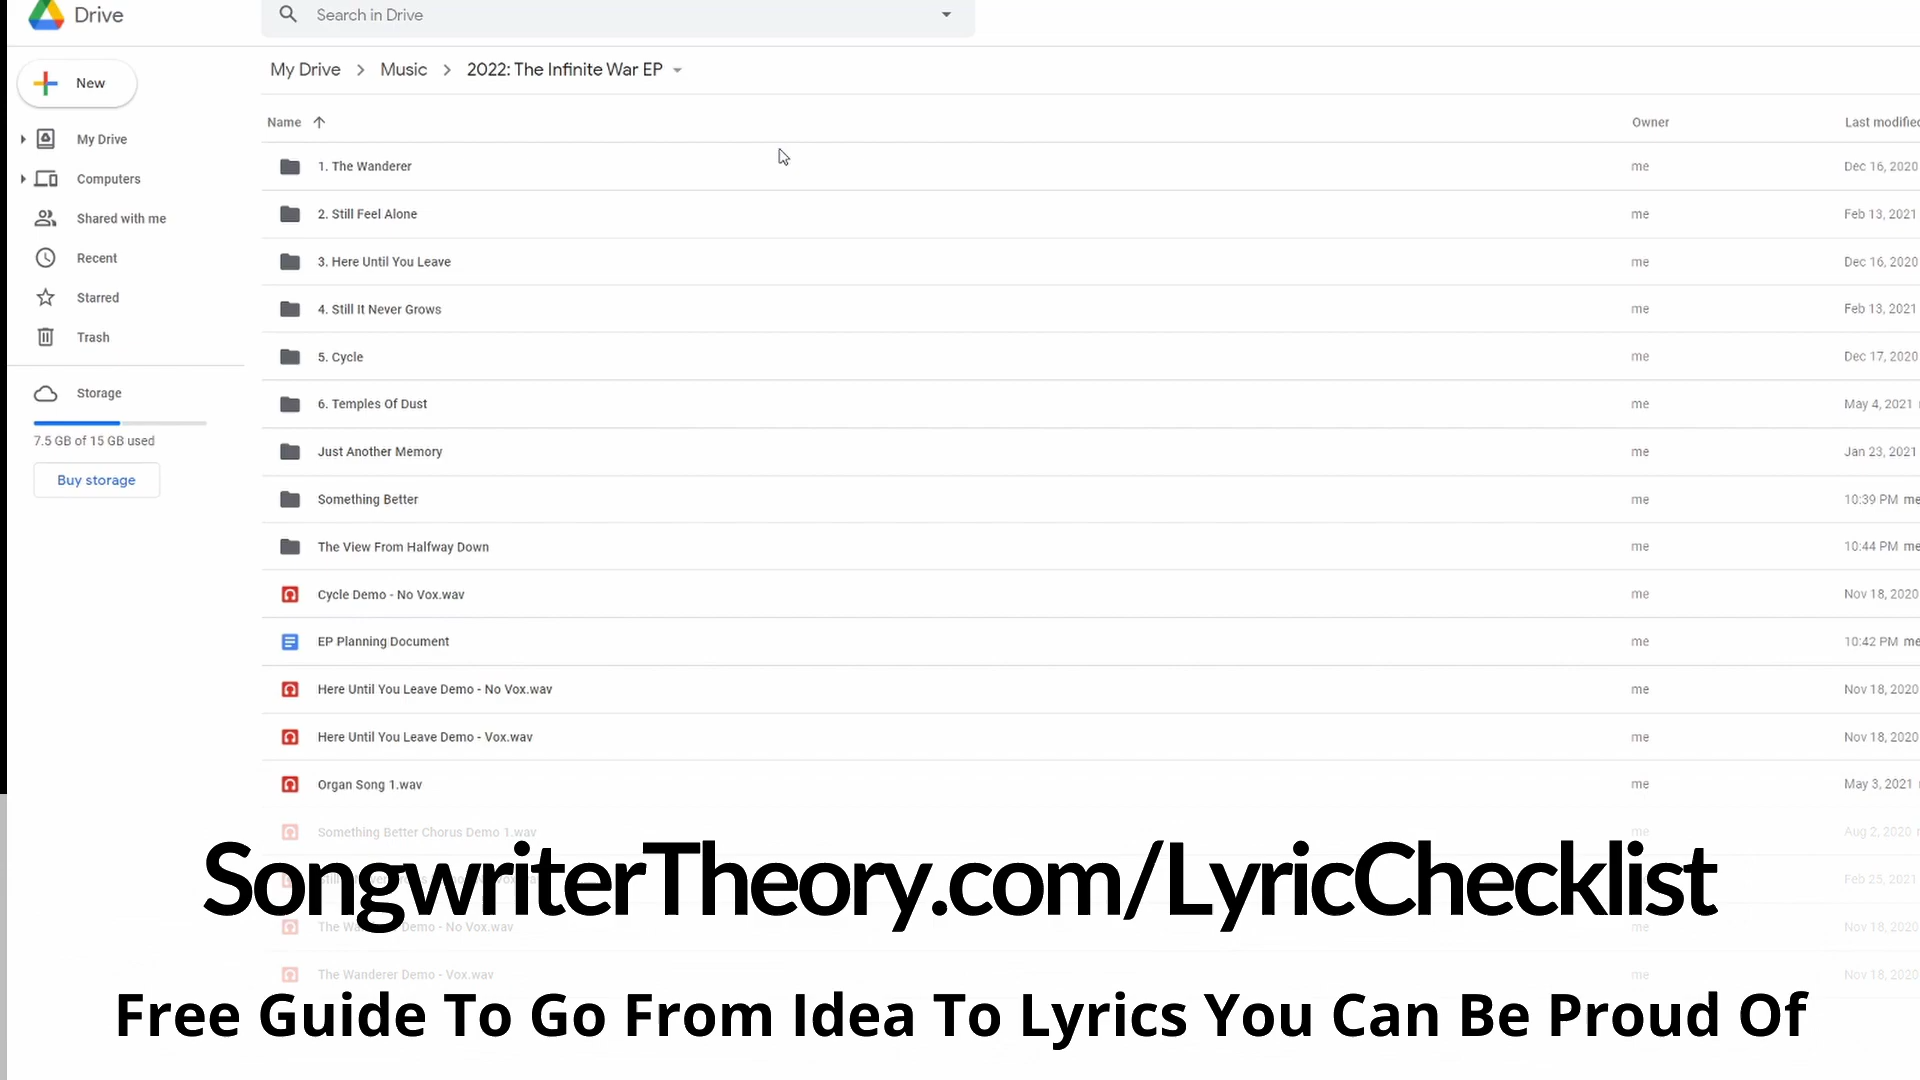 Drive
Search in Drive
New
My Drive
Computers
Shared with me
Recent
Starred
Trash
Storage
7.5 GB of 15 GB used
Buy storage
My Drive > Music > 2022: The Infinite War EP
Name Owner Last modified
1. The Wanderer me Dec 16, 2020
2. Still Feel Alone me Feb 13, 2021
3. Here Until You Leave me Dec 16, 2020
4. Still It Never Grows me Feb 13, 2021
5. Cycle me Dec 17, 2020
6. Temples Of Dust me May 4, 2021
Just Another Memory me Jan 23, 2021
Something Better me 10:39 PM me
The View From Halfway Down me 10:44 PM me
Cycle Demo - No Vox.wav me Nov 18, 2020
EP Planning Document me 10:42 PM me
Here Until You Leave Demo - No Vox.wav me Nov 18, 2020
Here Until You Leave Demo - Vox.wav me Nov 18, 2020
Organ Song 1.wav me May 3, 2021
Something Better Chorus Demo 1.wav me Aug 2, 2020
Feb 25, 2021
The Demo - No Vox.wav me Nov 18, 2020
The Wanderer Demo - Vox.wav me Nov 18, 2020
SongwriterTheory.com/LyricChecklist
Free Guide To Go From Idea To Lyrics You Can Be Proud Of